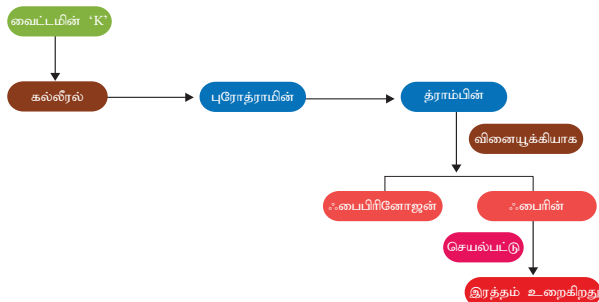 வைட்டமின் ‘K’
கல்லீரல்
புரோத்ராமின்
த்ராம்பின்
வினையூக்கியாக
ஃபைபிரினோஜன்
ஃபைரின்
செயல்பட்டு
இரத்தம் உறைகிறது